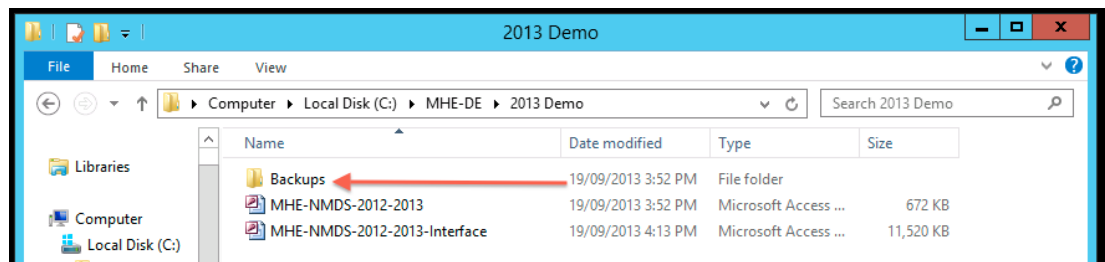 2013 Demo
File Home Share View
Computer Local Disk (C:) MHE-DE 2013 Demo Search 2013 Demo
Name Date modified Type Size
Libraries
Backups 19/09/2013 3:52 PM File folder
MHE-NMDS-2012-2013 19/09/2013 3:52 PM Microsoft Access ... 672 KB
Computer
MHE-NMDS-2012-2013-Interface 19/09/2013 4:13 PM Microsoft Access ... 11,520 KB
Local Disk (C:)